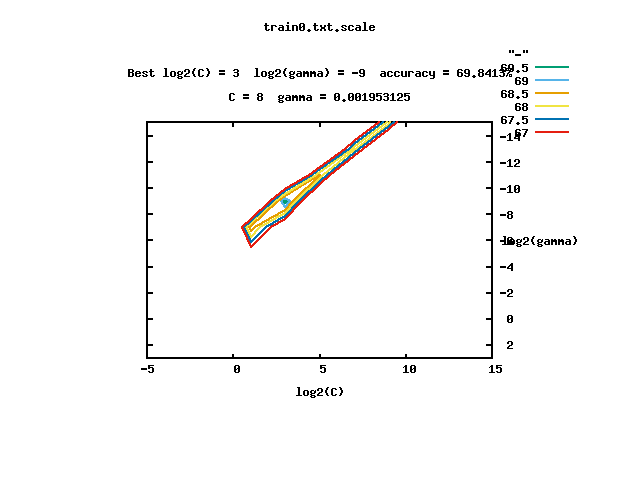 train0.txt.scale
"-"
Best log2(C) = 3  log2(gamma) = -9  accuracy = 69.8413%
69.5
69
68.5
C = 8  gamma = 0.001953125
68
67.5
67
-14
-12
-10
-8
-6
log2(gamma)
-4
-2
0
2
-5 0 5 10 15
log2(C)